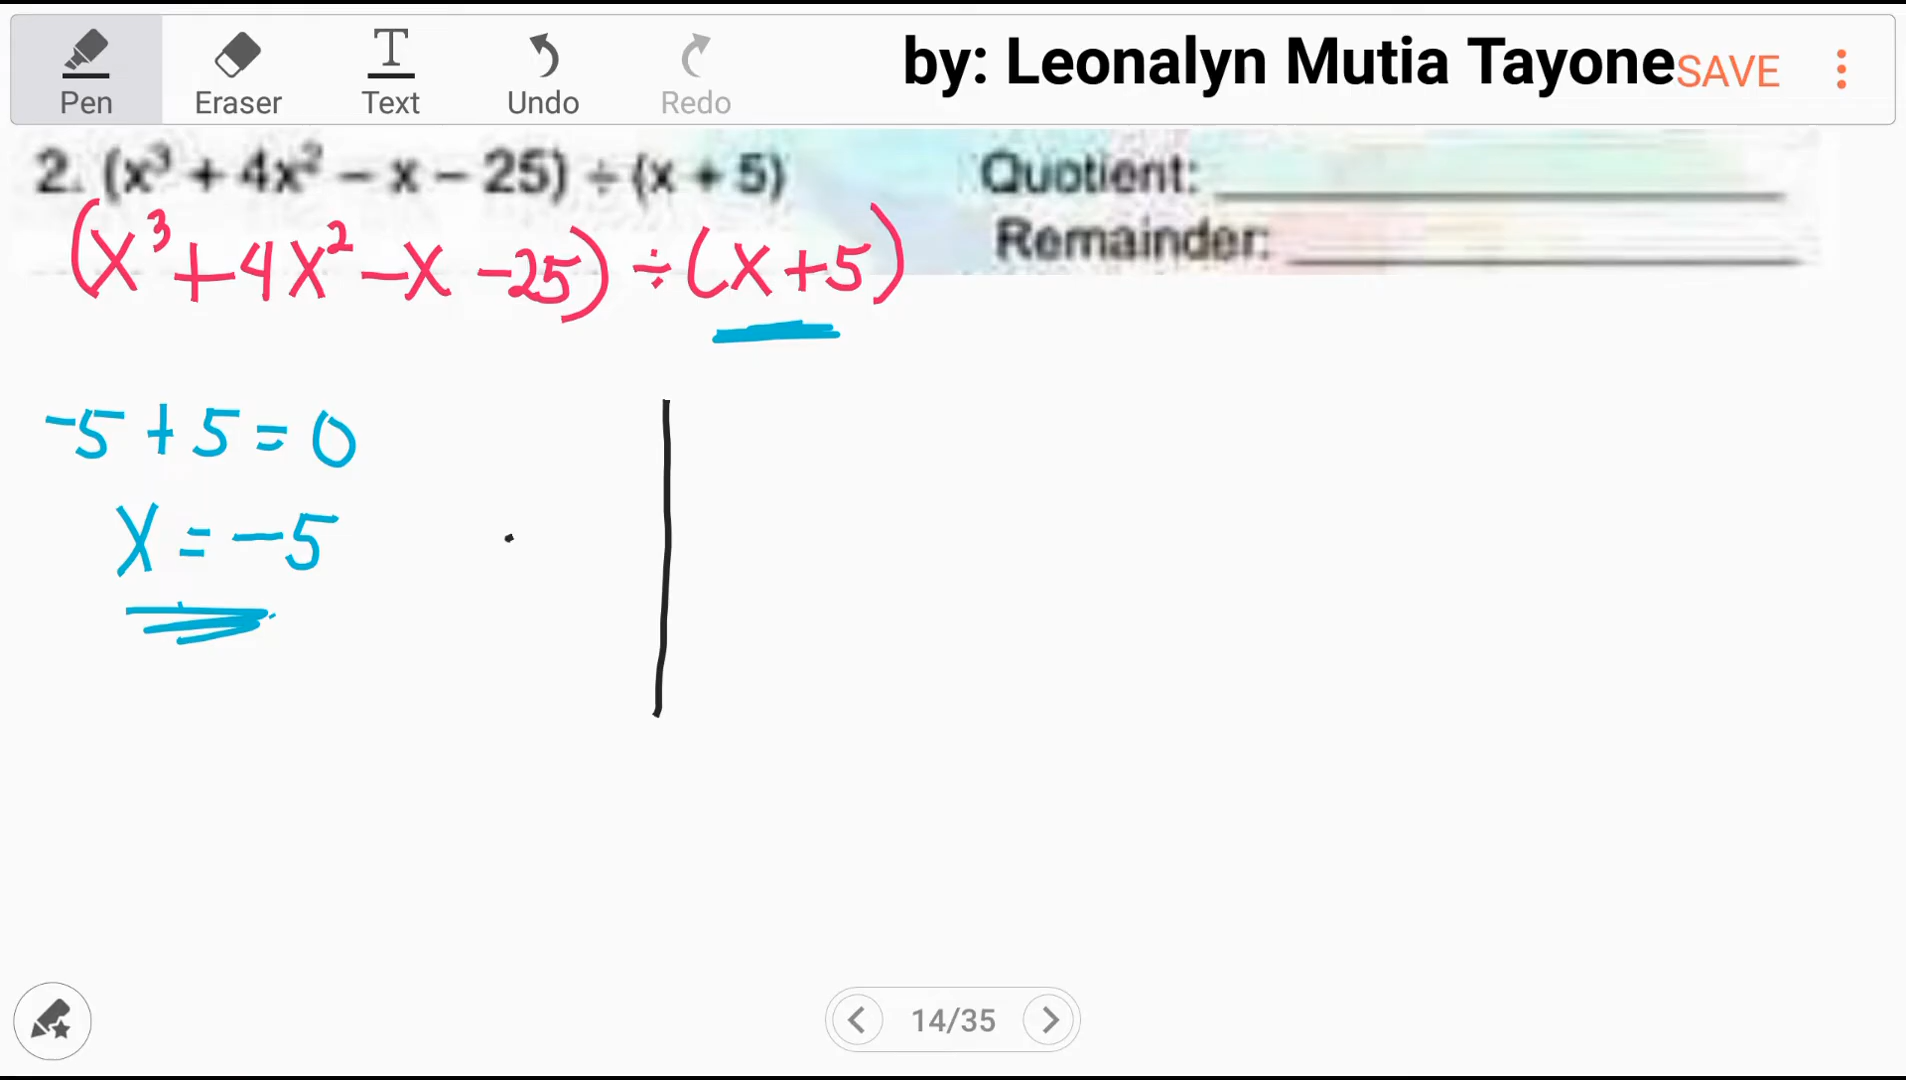 Pen
Eraser
Text
Undo
Redo
by: Leonalyn Mutia Tayone
SAVE
2. (x³ + 4x² – x – 25) ÷ (x + 5)
Quotient:
Remainder:
(x³ + 4x² – x – 25) ÷ (x + 5)
-5 + 5 = 0
x = -5
14/35